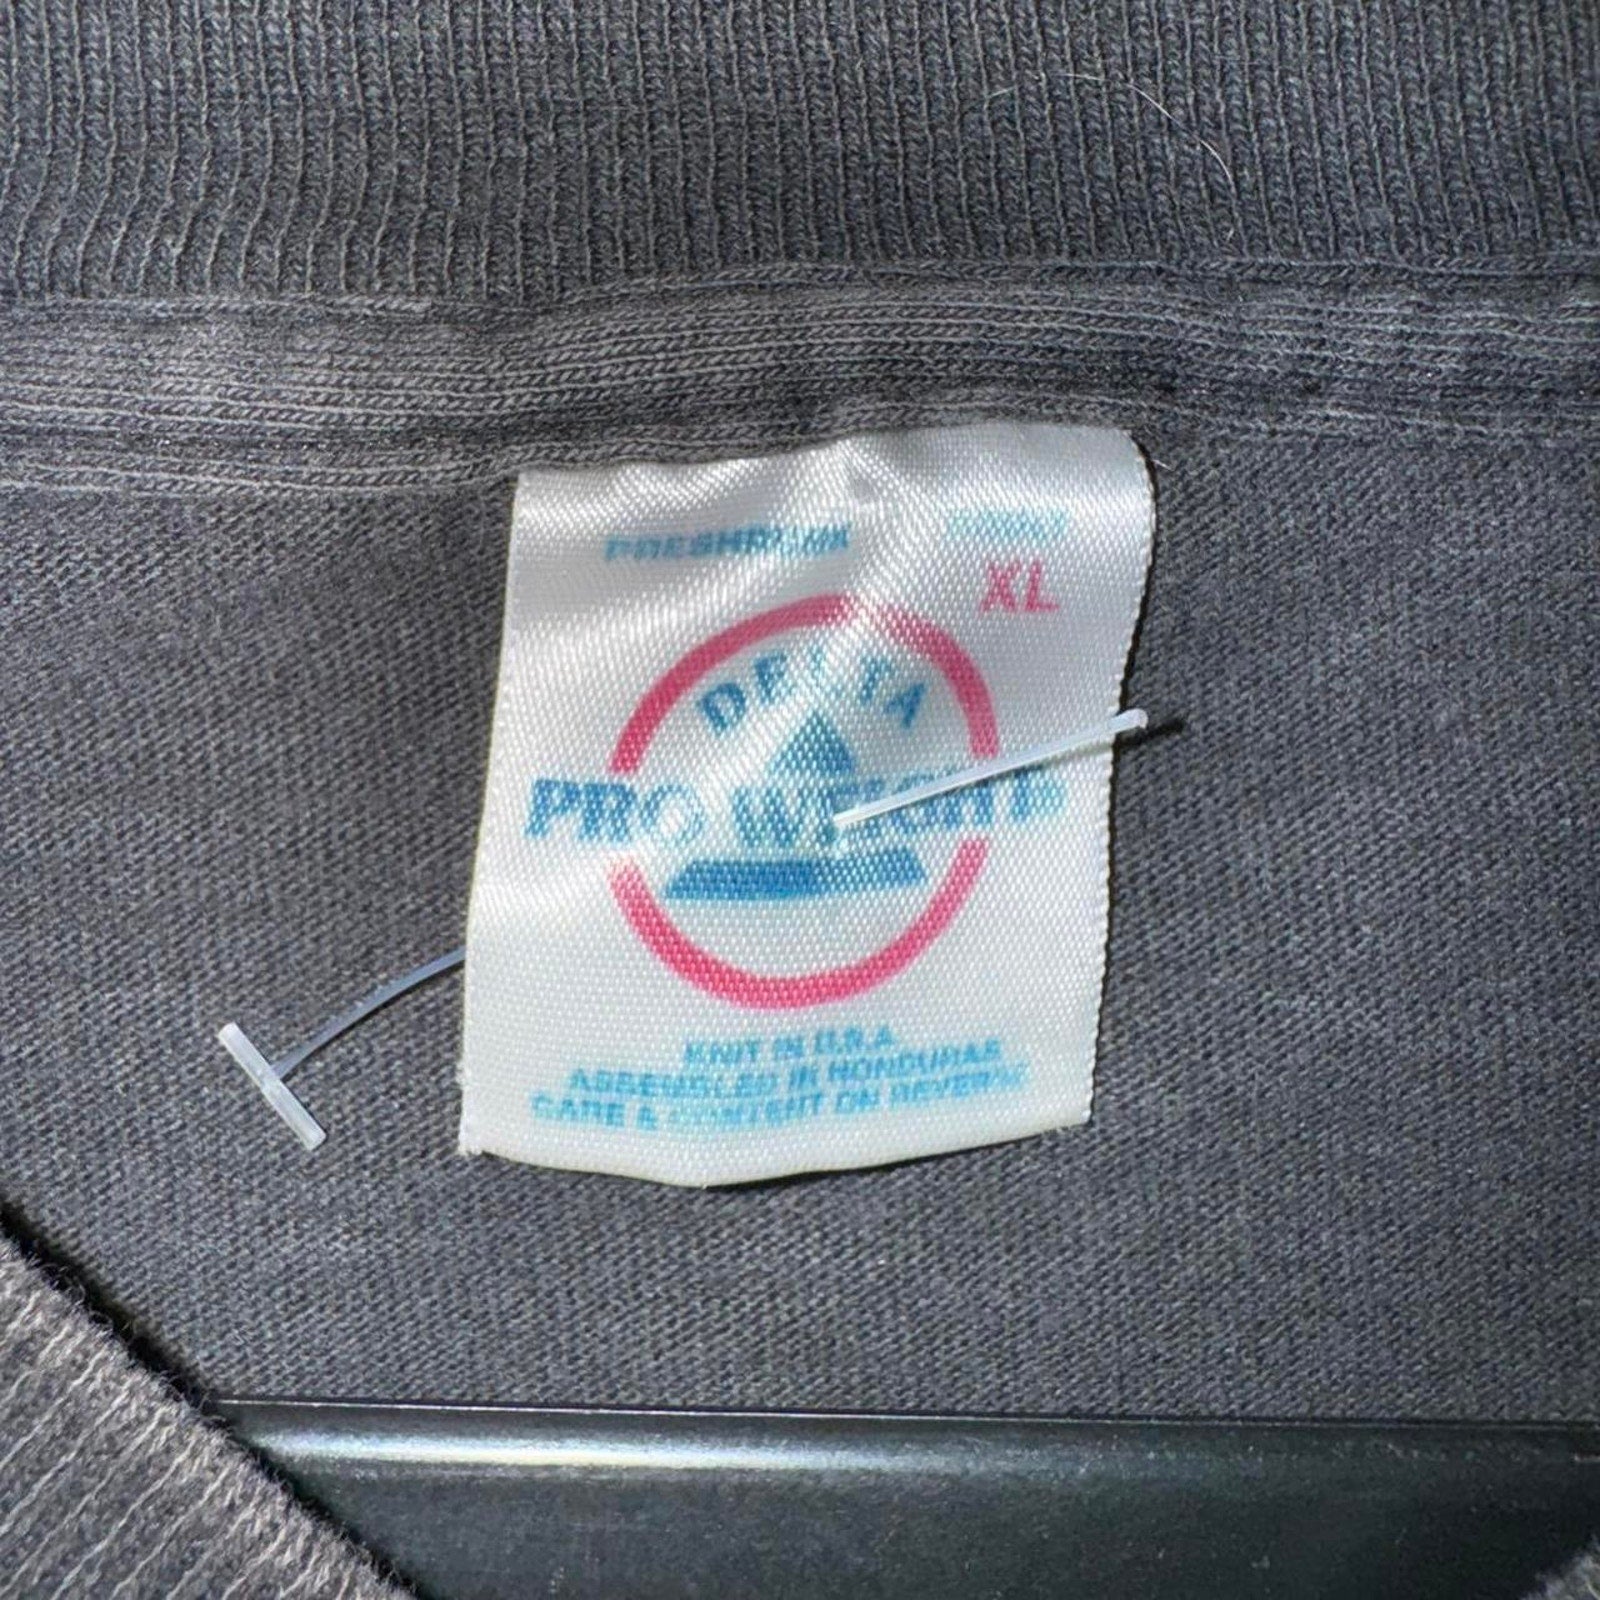 PRESHRUNK
XL
DELTA
PRO WEIGHT
KNIT IN U.S.A.
ASSEMBLED IN HONDURAS
CARE & CONTENT ON REVERSE